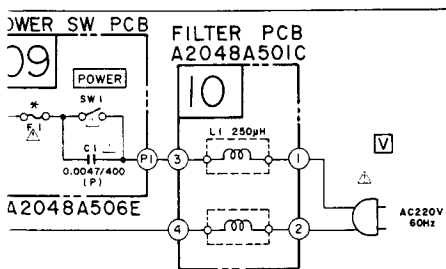 OWER SW PCB
09
POWER
SW1
*
F1
C1
0.0047/400
(P)
P1
A2048A506E
FILTER PCB
A2048A501C
10
L1 250μH
3
1
4
2
V
AC220V
60Hz